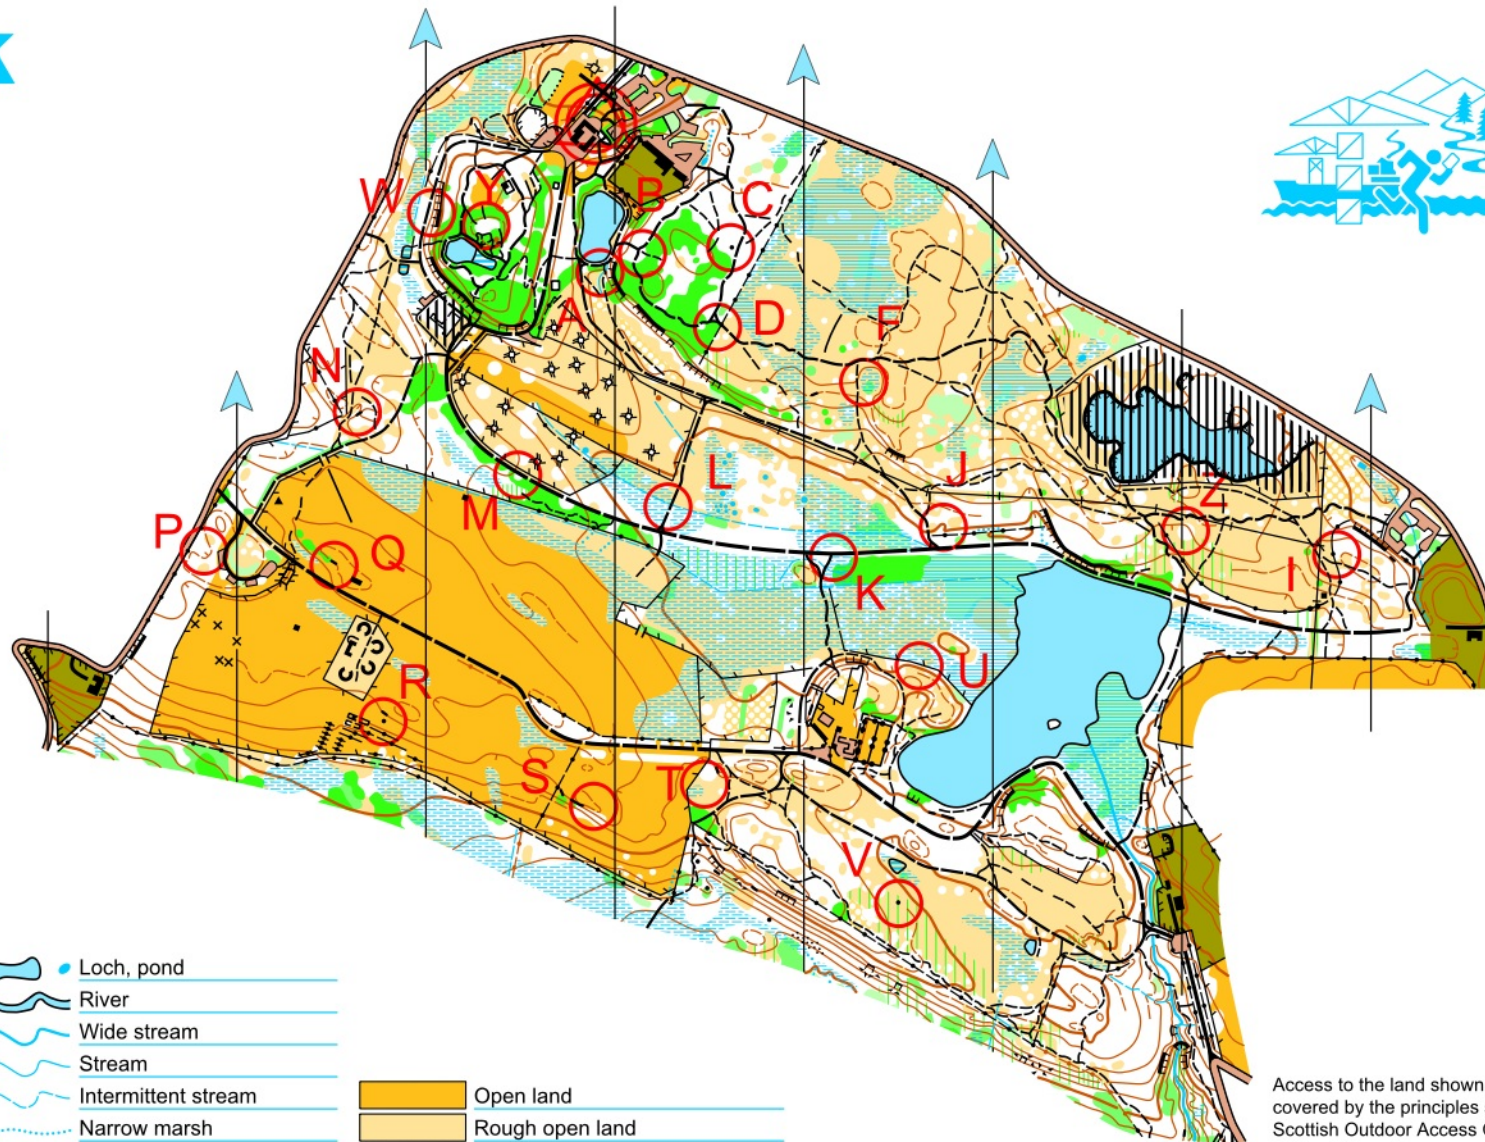 K
W
Y
B
C
A
D
F
N
L
J
Z
M
P
Q
I
K
U
R
S
T
V
Loch, pond
River
Wide stream
Stream
Intermittent stream
Narrow marsh
Open land
Rough open land
Access to the land shown
covered by the principles
Scottish Outdoor Access